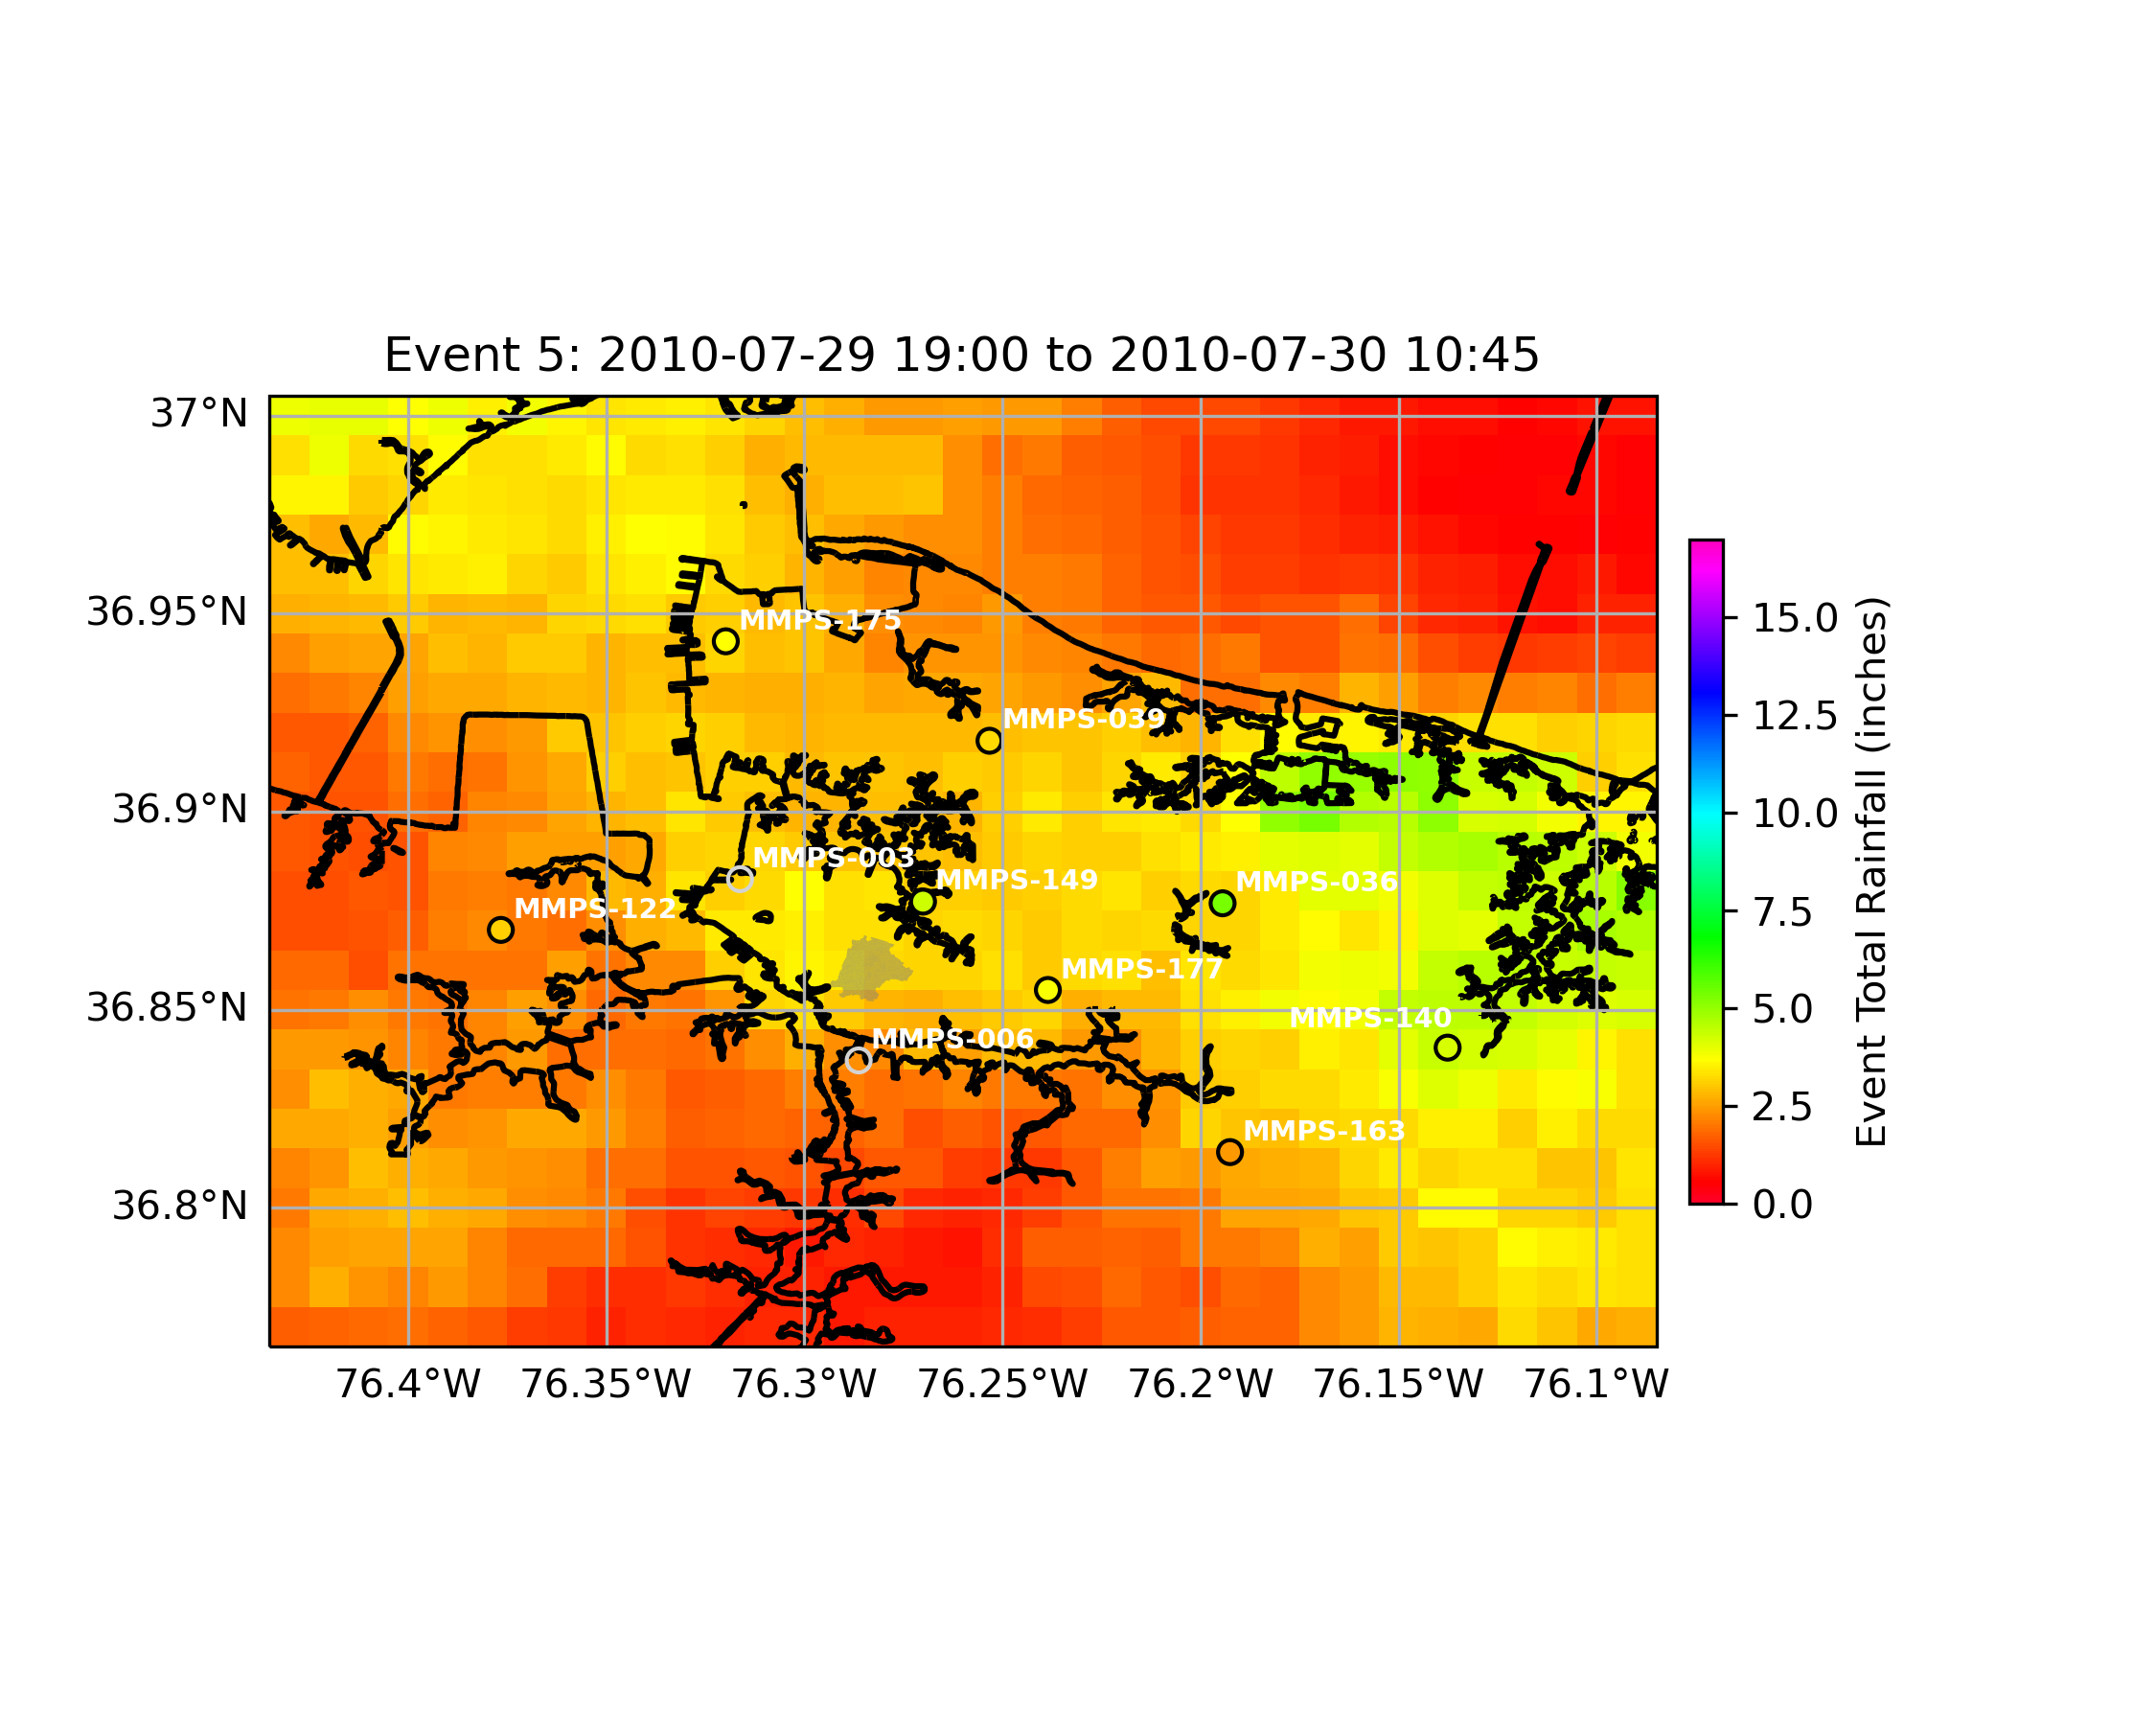 Event 5: 2010-07-29 19:00 to 2010-07-30 10:45
37°N
36.95°N
36.9°N
36.85°N
36.8°N
MMPS-175
MMPS-039
MMPS-003
MMPS-149
MMPS-036
MMPS-122
MMPS-177
MMPS-140
MMPS-006
MMPS-163
76.4°W 76.35°W 76.3°W 76.25°W 76.2°W 76.15°W 76.1°W
15.0
12.5
10.0
7.5
5.0
2.5
0.0
Event Total Rainfall (inches)